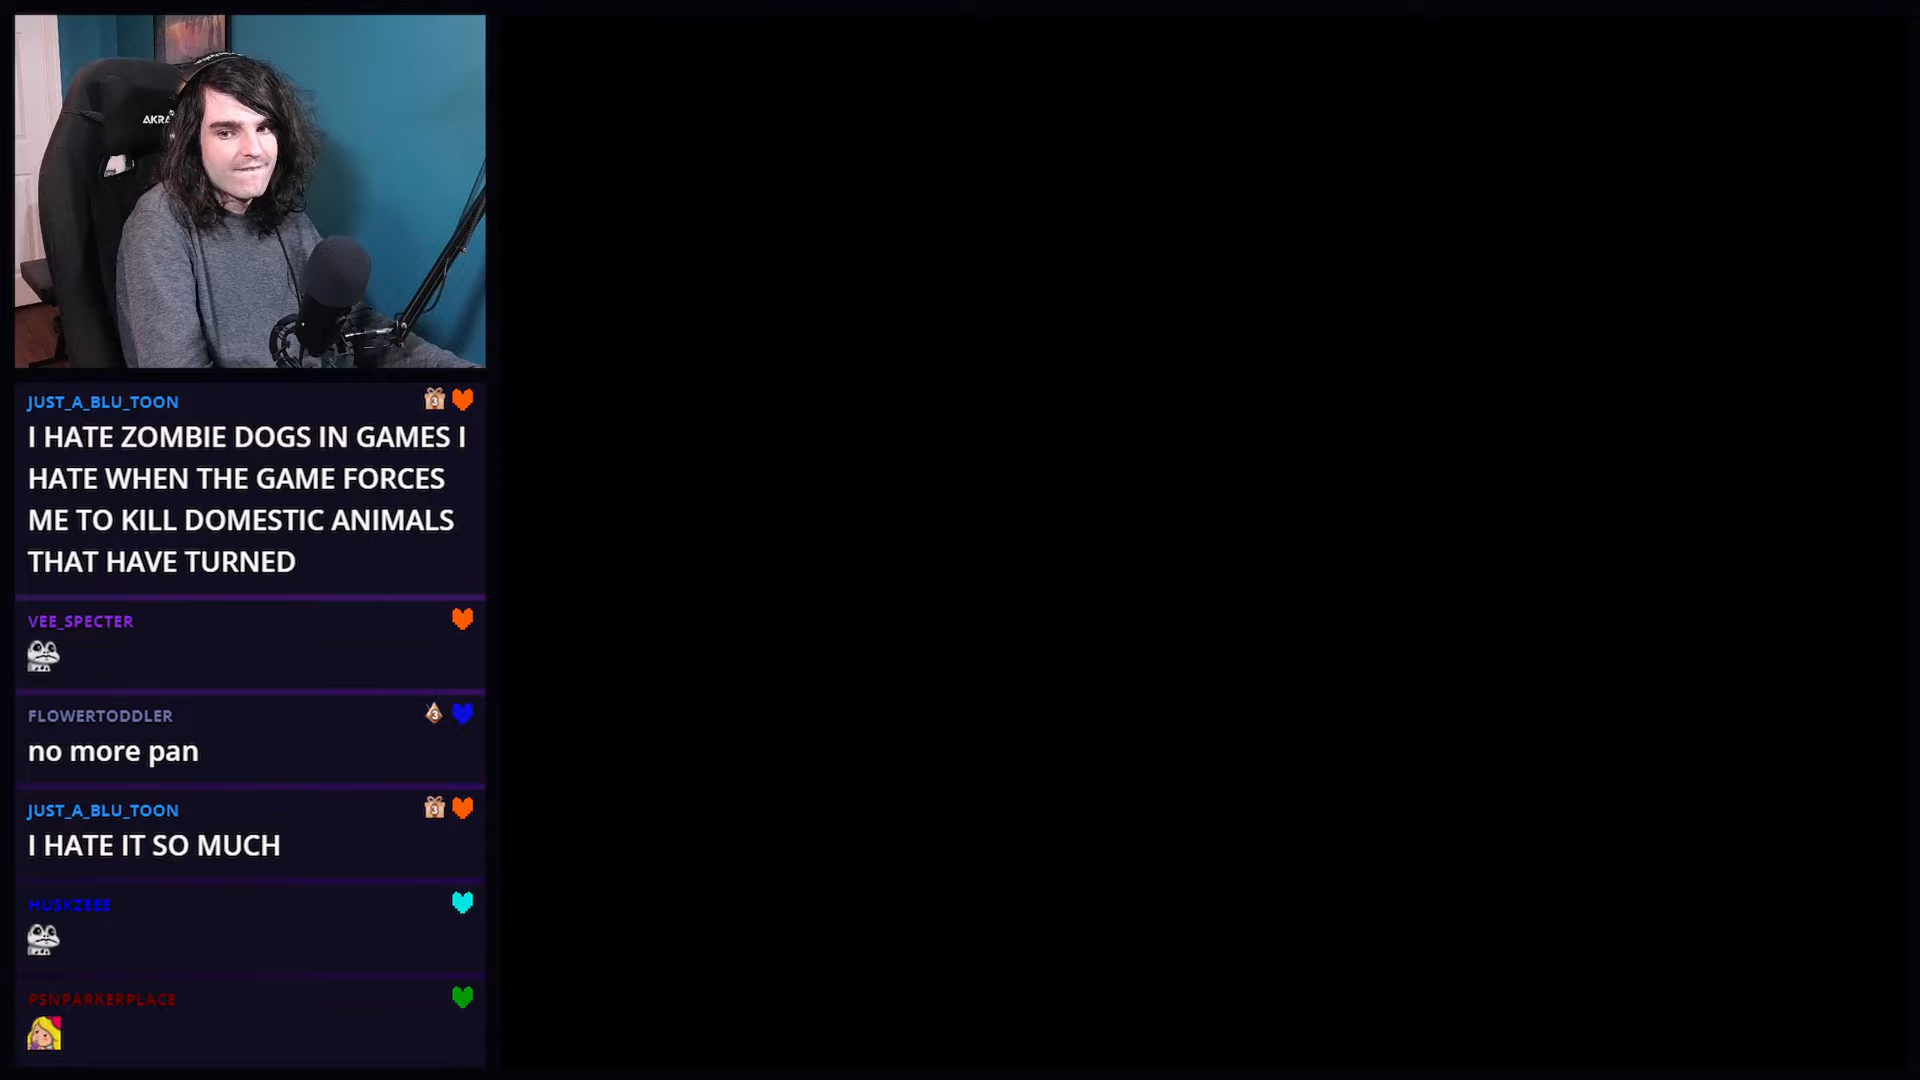 AKRA
JUST_A_BLU_TOON
I HATE ZOMBIE DOGS IN GAMES I
HATE WHEN THE GAME FORCES
ME TO KILL DOMESTIC ANIMALS
THAT HAVE TURNED
VEE_SPECTER
FLOWERTODDLER
3
no more pan
JUST_A_BLU_TOON
I HATE IT SO MUCH
HUSKZEEE
PSNPARKERPLACE